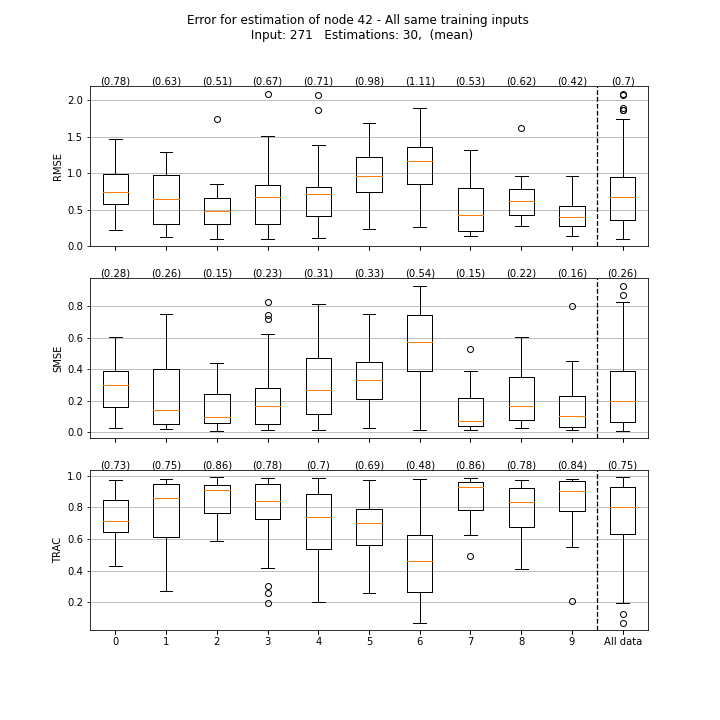 Error for estimation of node 42 - All same training inputs
Input: 271   Estimations: 30,  (mean)
(0.78) (0.63) (0.51) (0.67) (0.71) (0.98) (1.11) (0.53) (0.62) (0.42) (0.7)
2.0
1.5
1.0
0.5
0.0
RMSE
(0.28) (0.26) (0.15) (0.23) (0.31) (0.33) (0.54) (0.15) (0.22) (0.16) (0.26)
0.8
0.6
0.4
0.2
0.0
SMSE
(0.73) (0.75) (0.86) (0.78) (0.7) (0.69) (0.48) (0.86) (0.78) (0.84) (0.75)
1.0
0.8
0.6
0.4
0.2
TRAC
0 1 2 3 4 5 6 7 8 9 All data